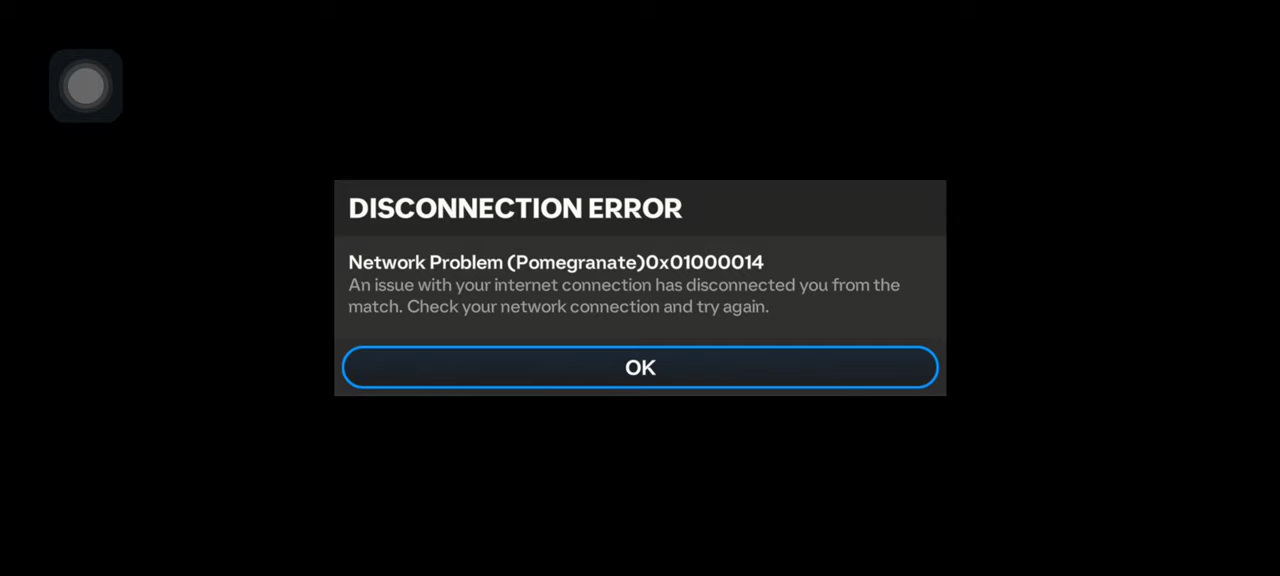 DISCONNECTION ERROR
Network Problem (Pomegranate)0x01000014
An issue with your internet connection has disconnected you from the
match. Check your network connection and try again.
OK